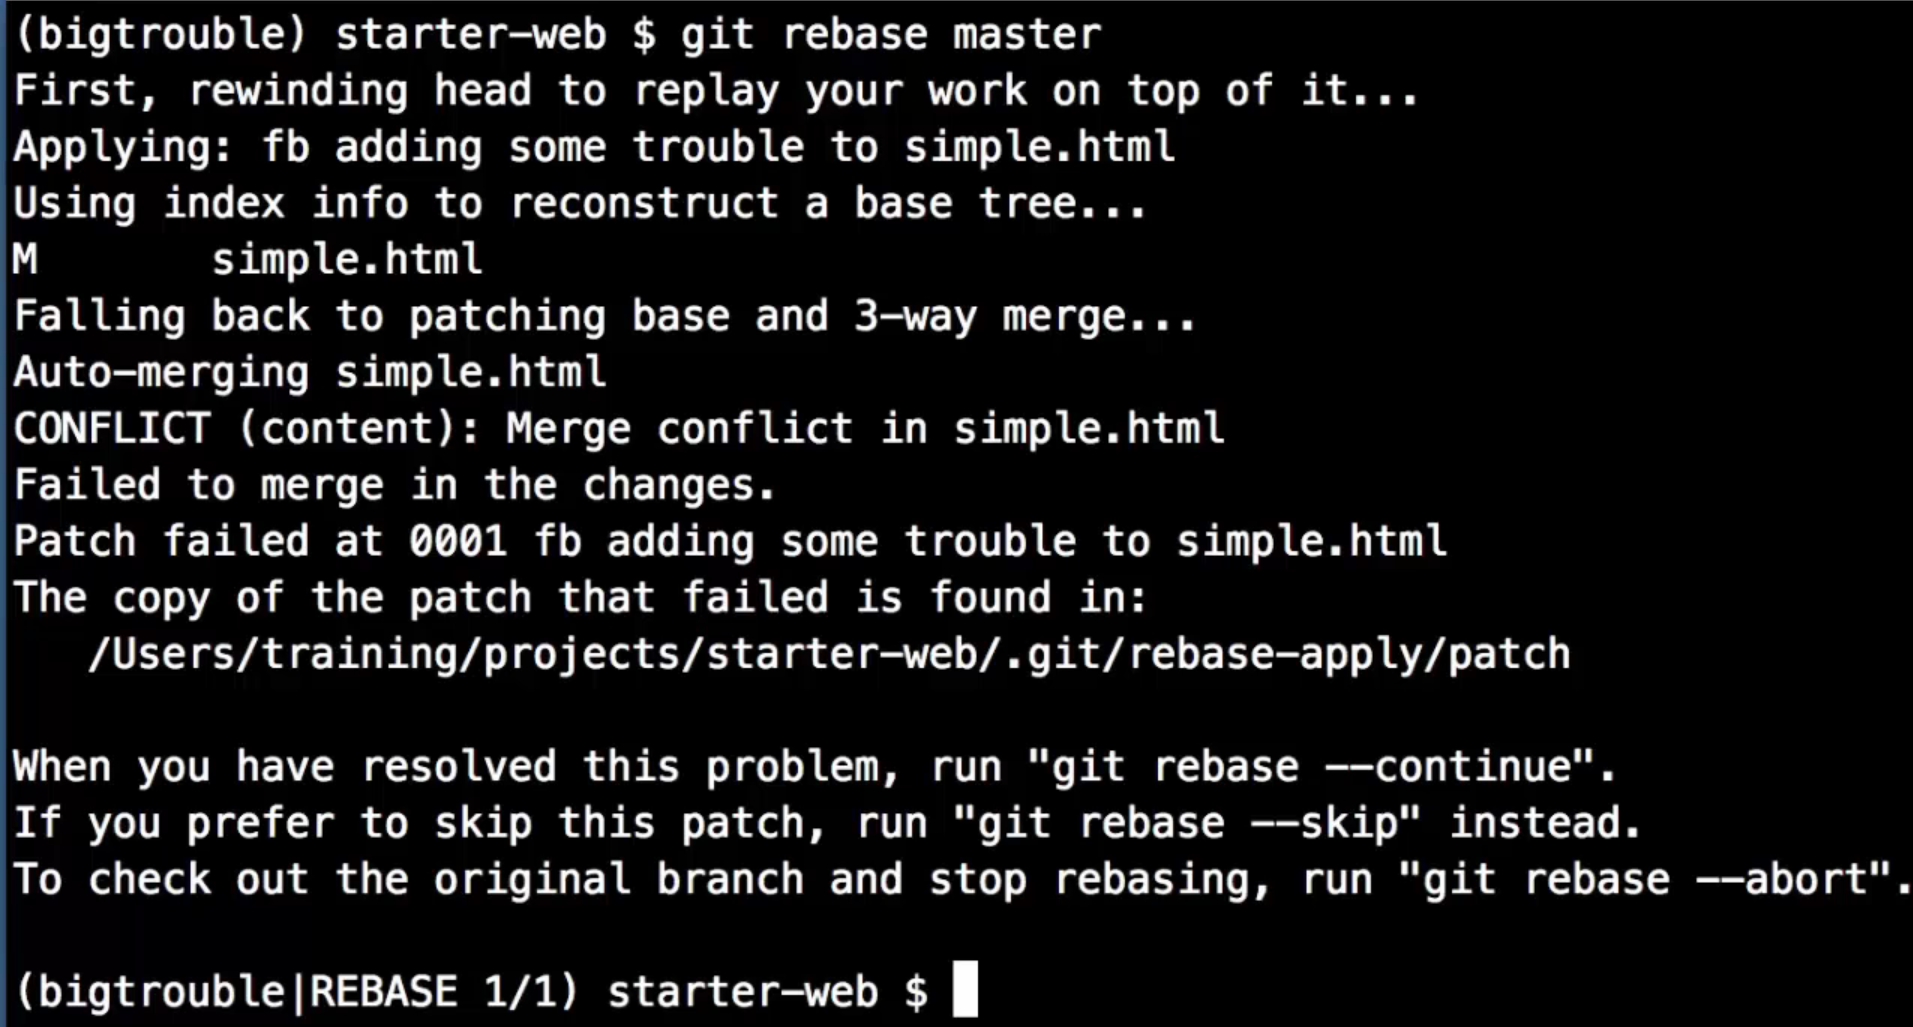 (bigtrouble) starter-web $ git rebase master
First, rewinding head to replay your work on top of it...
Applying: fb adding some trouble to simple.html
Using index info to reconstruct a base tree...
M       simple.html
Falling back to patching base and 3-way merge...
Auto-merging simple.html
CONFLICT (content): Merge conflict in simple.html
Failed to merge in the changes.
Patch failed at 0001 fb adding some trouble to simple.html
The copy of the patch that failed is found in:
   /Users/training/projects/starter-web/.git/rebase-apply/patch
When you have resolved this problem, run "git rebase --continue".
If you prefer to skip this patch, run "git rebase --skip" instead.
To check out the original branch and stop rebasing, run "git rebase --abort".
(bigtrouble|REBASE 1/1) starter-web $